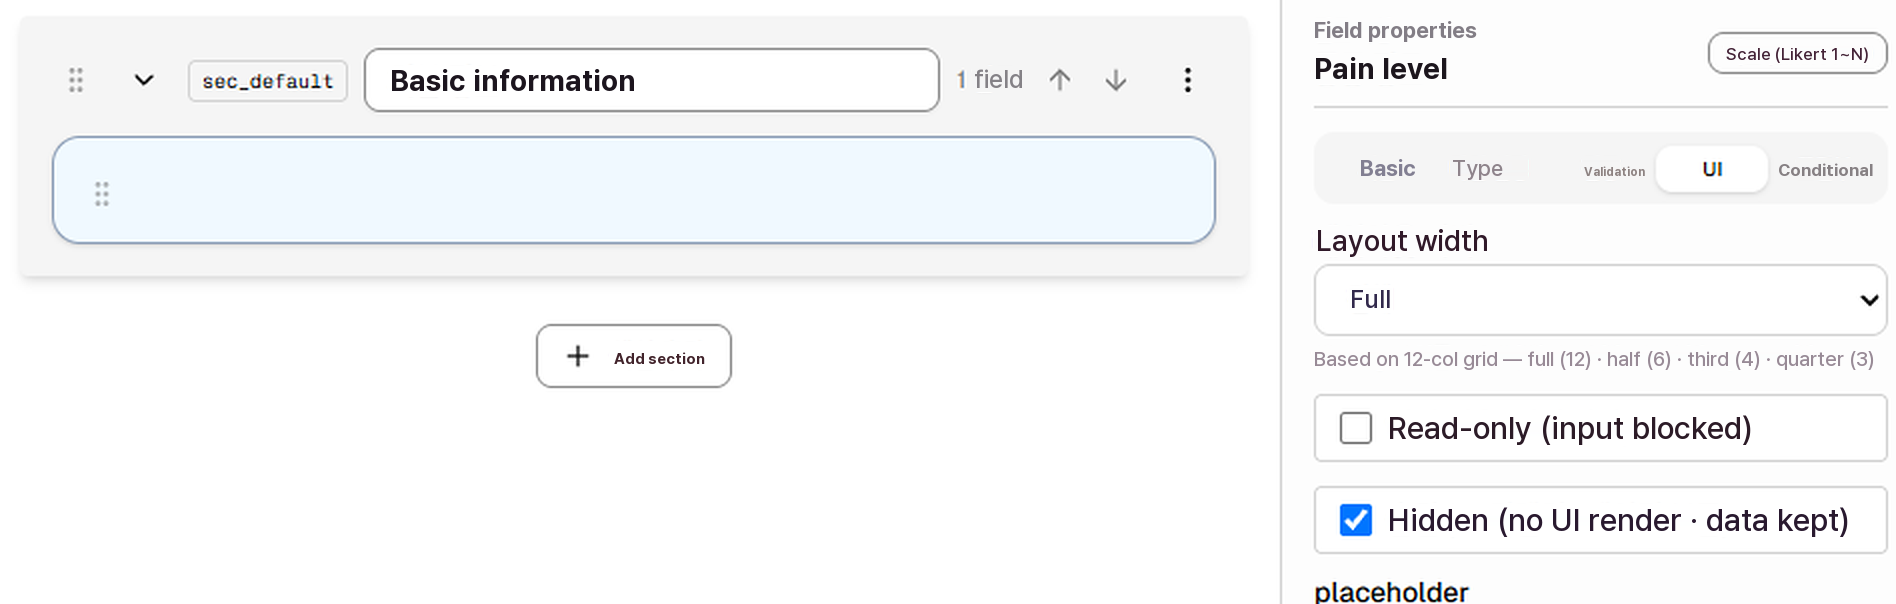 sec_default
Basic information
1 field
Add section
Field properties
Pain level
Scale (Likert 1~N)
Basic
Type
Validation
UI
Conditional
Layout width
Full
Based on 12-col grid — full (12) · half (6) · third (4) · quarter (3)
Read-only (input blocked)
Hidden (no UI render · data kept)
placeholder